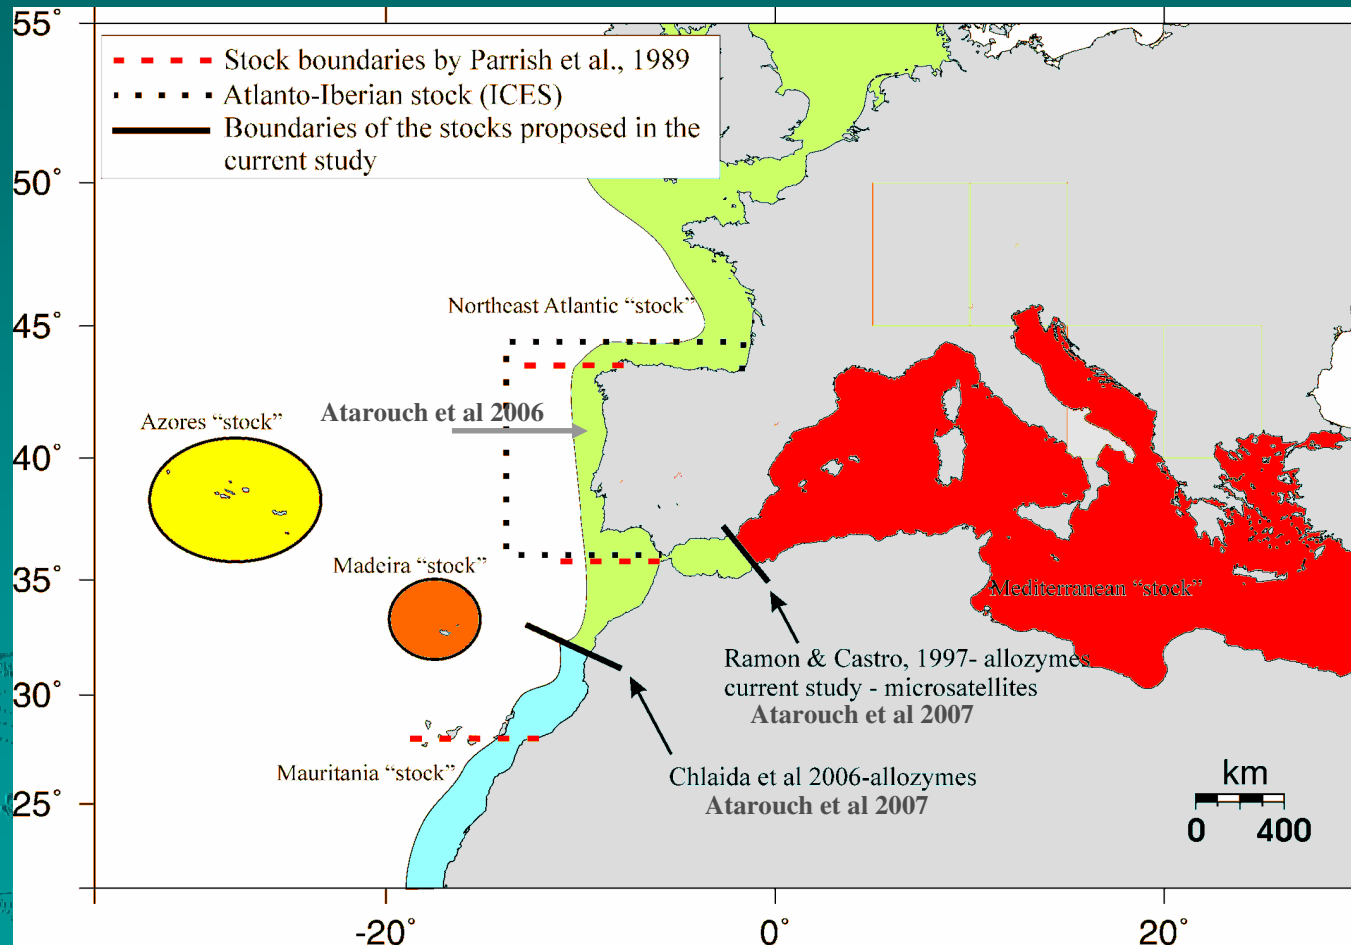 55°
Stock boundaries by Parrish et al., 1989
Atlanto-Iberian stock (ICES)
Boundaries of the stocks proposed in the
current study
50°
Northeast Atlantic “stock”
45°
Atarouch et al 2006
Azores “stock”
40°
Madeira “stock”
35°
Mediterranean “stock”
Ramon & Castro, 1997- allozymes
current study - microsatellites
Atarouch et al 2007
30°
Mauritania “stock”
Chlaida et al 2006-allozymes
Atarouch et al 2007
25°
km
0 400
-20° 0° 20°